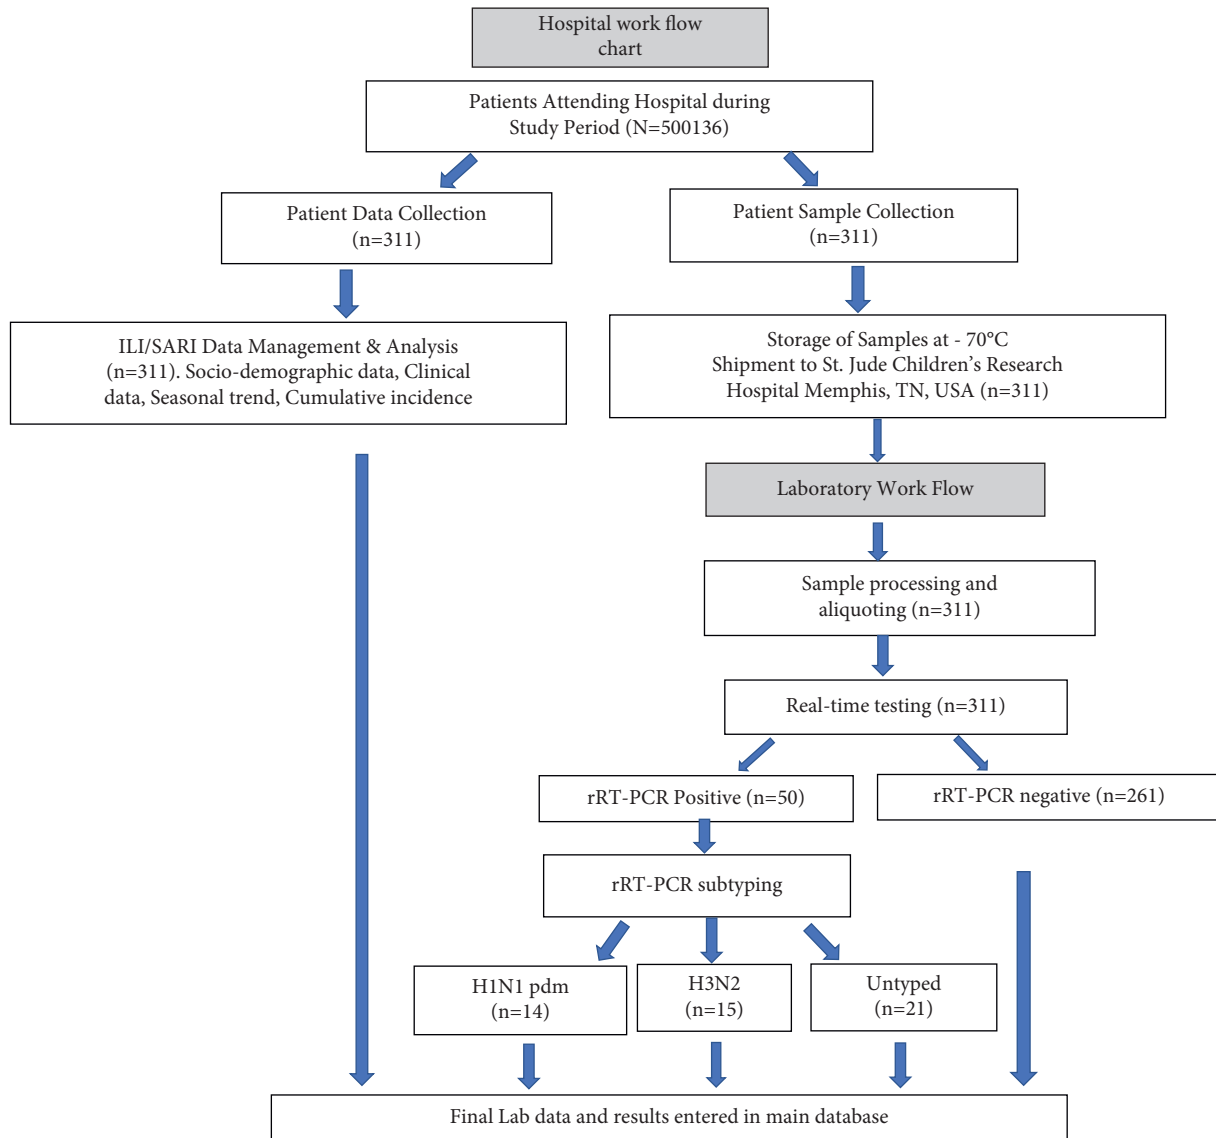 Hospital work flow
chart
Patients Attending Hospital during
Study Period (N=500136)
Patient Data Collection
(n=311)
Patient Sample Collection
(n=311)
ILI/SARI Data Management & Analysis
(n=311). Socio-demographic data, Clinical
data, Seasonal trend, Cumulative incidence
Storage of Samples at - 70°C
Shipment to St. Jude Children’s Research
Hospital Memphis, TN, USA (n=311)
Laboratory Work Flow
Sample processing and
aliquoting (n=311)
Real-time testing (n=311)
rRT-PCR Positive (n=50)
rRT-PCR negative (n=261)
rRT-PCR subtyping
H1N1 pdm
(n=14)
H3N2
(n=15)
Untyped
(n=21)
Final Lab data and results entered in main database